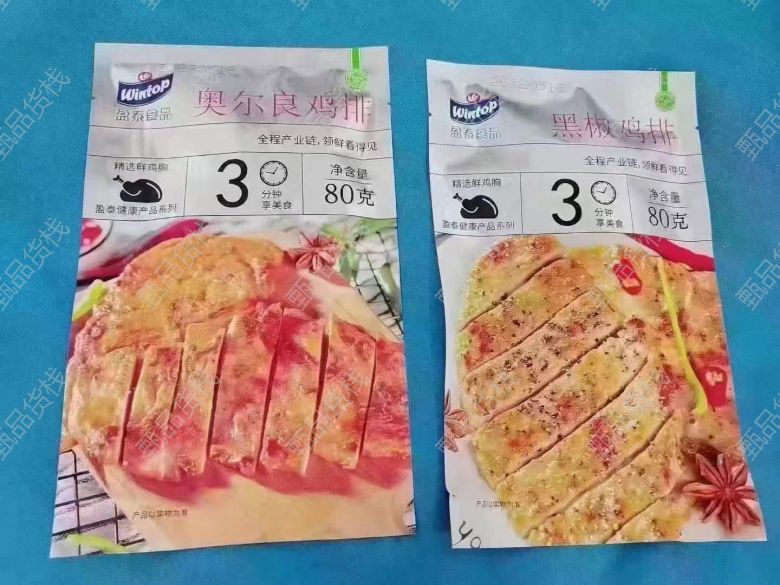 Wintop
盈泰食品
奥尔良鸡排
全程产业链,领鲜看得见
精选鲜鸡胸
盈泰健康产品系列
3
分钟
享美食
净含量
80克
产品以实物为准
Wintop
盈泰食品
黑椒鸡排
全程产业链,领鲜看得见
精选鲜鸡胸
盈泰健康产品系列
3
分钟
享美食
净含量
80克
产品以实物为准
40
甄品货栈